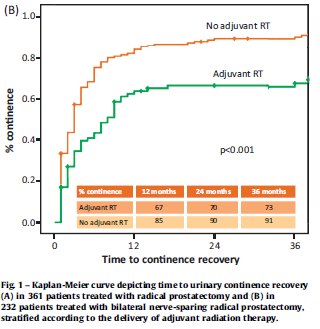 (B)
1.0
0.8
0.6
0.4
0.2
0.0
% continence
No adjuvant RT
Adjuvant RT
p<0.001
% continence 12 months 24 months 36 months
Adjuvant RT 67 70 73
No adjuvant RT 85 90 91
0 12 24 36
Time to continence recovery
Fig. 1 – Kaplan-Meier curve depicting time to urinary continence recovery
(A) in 361 patients treated with radical prostatectomy and (B) in
232 patients treated with bilateral nerve-sparing radical prostatectomy,
stratified according to the delivery of adjuvant radiation therapy.